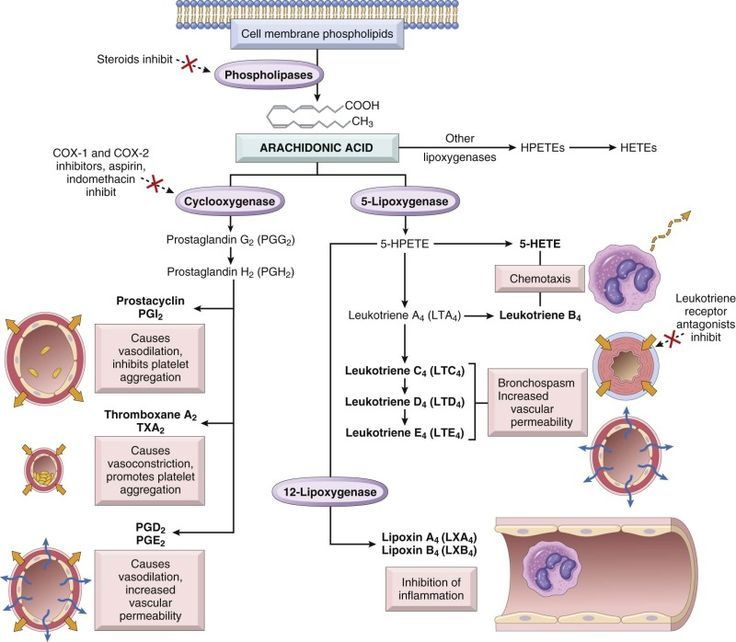 Cell membrane phospholipids
Steroids inhibit
Phospholipases
COOH
CH₃
ARACHIDONIC ACID
Other
lipoxygenases
HPETEs
HETEs
COX-1 and COX-2
inhibitors, aspirin,
indomethacin
inhibit
Cyclooxygenase
5-Lipoxygenase
Prostaglandin G₂ (PGG₂)
5-HPETE
5-HETE
Prostaglandin H₂ (PGH₂)
Chemotaxis
Prostacyclin
PGI₂
Leukotriene A₄ (LTA₄)
Leukotriene B₄
Leukotriene
receptor
antagonists
inhibit
Causes
vasodilation,
inhibits platelet
aggregation
Leukotriene C₄ (LTC₄)
Leukotriene D₄ (LTD₄)
Leukotriene E₄ (LTE₄)
Bronchospasm
Increased
vascular
permeability
Thromboxane A₂
TXA₂
Causes
vasoconstriction,
promotes platelet
aggregation
12-Lipoxygenase
PGD₂
PGE₂
Lipoxin A₄ (LXA₄)
Lipoxin B₄ (LXB₄)
Causes
vasodilation,
increased
vascular
permeability
Inhibition of
inflammation